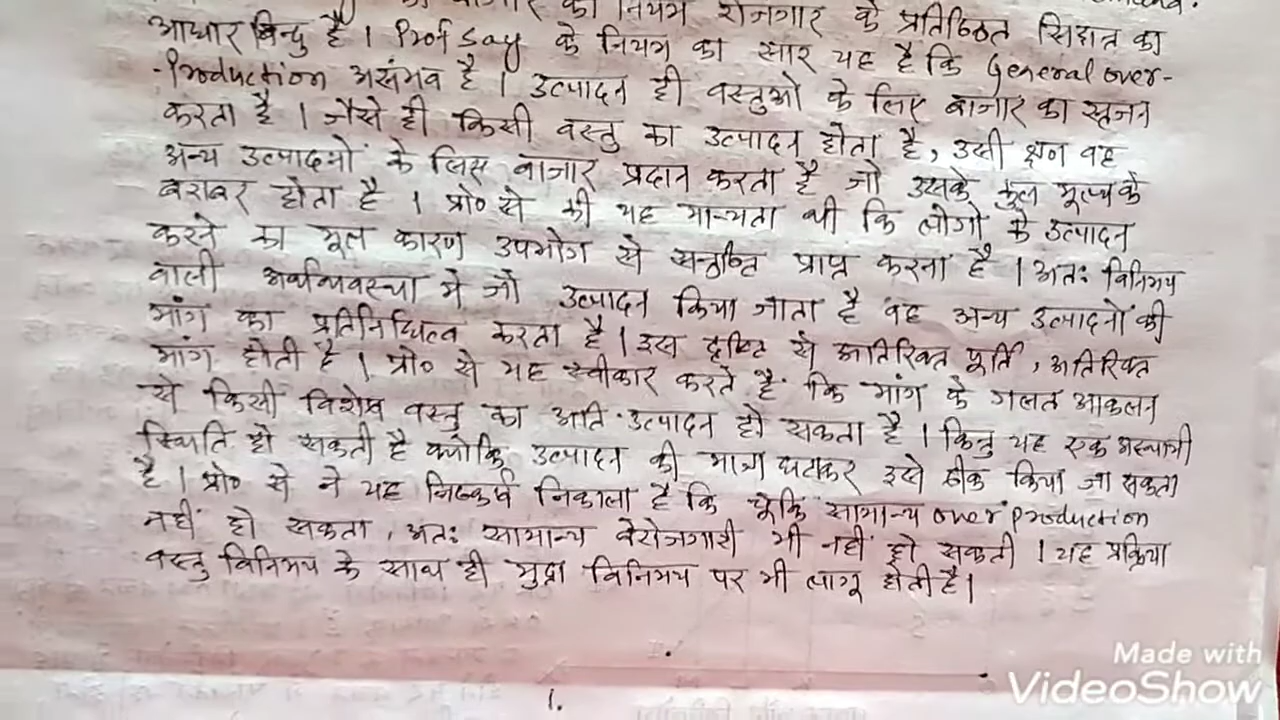 का नियम रोजगार के प्रतिष्ठित सिद्दान्त का
आधार बिन्दु है । Prof Say के नियम का सार यह है कि General over-
-Production असंभव है । उत्पादन ही वस्तुओं के लिए बाजार का सृजन
करता है । जैसे ही किसी वस्तु का उत्पादन होता है, उसी क्षण वह
अन्य उत्पादनों के लिए बाजार प्रदान करता है जो उसके कुल मूल्य के
बराबर होता है । प्रो० से की यह मान्यता थी कि लोगो के उत्पादन
करने का मूल कारण उपभोग से सन्तुष्टि प्राप्त करना है । अतः विनिमय
वाली अर्थव्यवस्था मे जो उत्पादन किया जाता है वह अन्य उत्पादनों की
मांग का प्रतिनिधित्व करता है । इस दृष्टि से अतिरिक्त पूर्ति, अतिरिक्त
मांग होती है । प्रो० से यह स्वीकार करते है कि मांग के गलत आकलन
से किसी विशेष वस्तु का अति-उत्पादन हो सकता है । किन्तु यह एक अस्थायी
स्थिति हो सकती है क्योकि उत्पादन की मात्रा घटाकर इसे ठीक किया जा सकता
है । प्रो० से ने यह निष्कर्ष निकाला है कि चूंकि सामान्य over production
नहीं हो सकता, अतः सामान्य बेरोजगारी भी नहीं हो सकती । यह प्रक्रिया
वस्तु विनिमय के साथ ही मुद्रा विनिमय पर भी लागू होती है।
1.
Made with
VideoShow